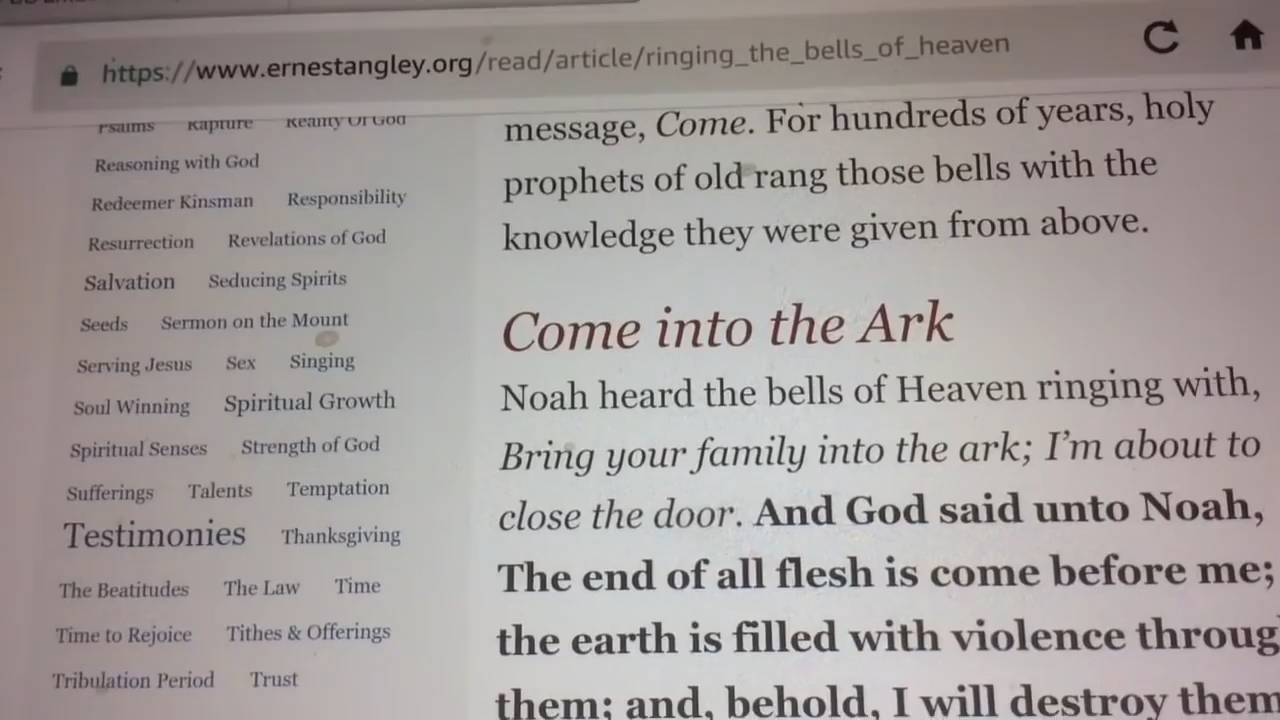 https://www.ernestangley.org/read/article/ringing_the_bells_of_heaven
Psalms Rapture Reality Of God
Reasoning with God
Redeemer Kinsman Responsibility
Resurrection Revelations of God
Salvation Seducing Spirits
Seeds Sermon on the Mount
Serving Jesus Sex Singing
Soul Winning Spiritual Growth
Spiritual Senses Strength of God
Sufferings Talents Temptation
Testimonies Thanksgiving
The Beatitudes The Law Time
Time to Rejoice Tithes & Offerings
Tribulation Period Trust
message, Come. For hundreds of years, holy
prophets of old rang those bells with the
knowledge they were given from above.
Come into the Ark
Noah heard the bells of Heaven ringing with,
Bring your family into the ark; I'm about to
close the door. And God said unto Noah,
The end of all flesh is come before me;
the earth is filled with violence throug
them; and, behold, I will destroy them